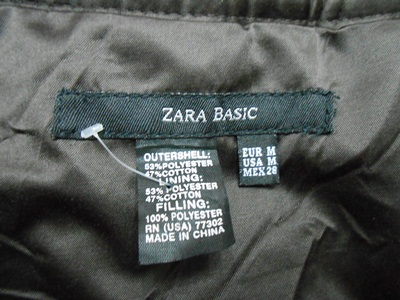 ZARA BASIC
OUTERSHELL:
53%POLYESTER
47%COTTON
LINING:
53%POLYESTER
47%COTTON
FILLING:
100% POLYESTER
RN (USA) 77302
MADE IN CHINA
EUR M
USA M
MEX 28